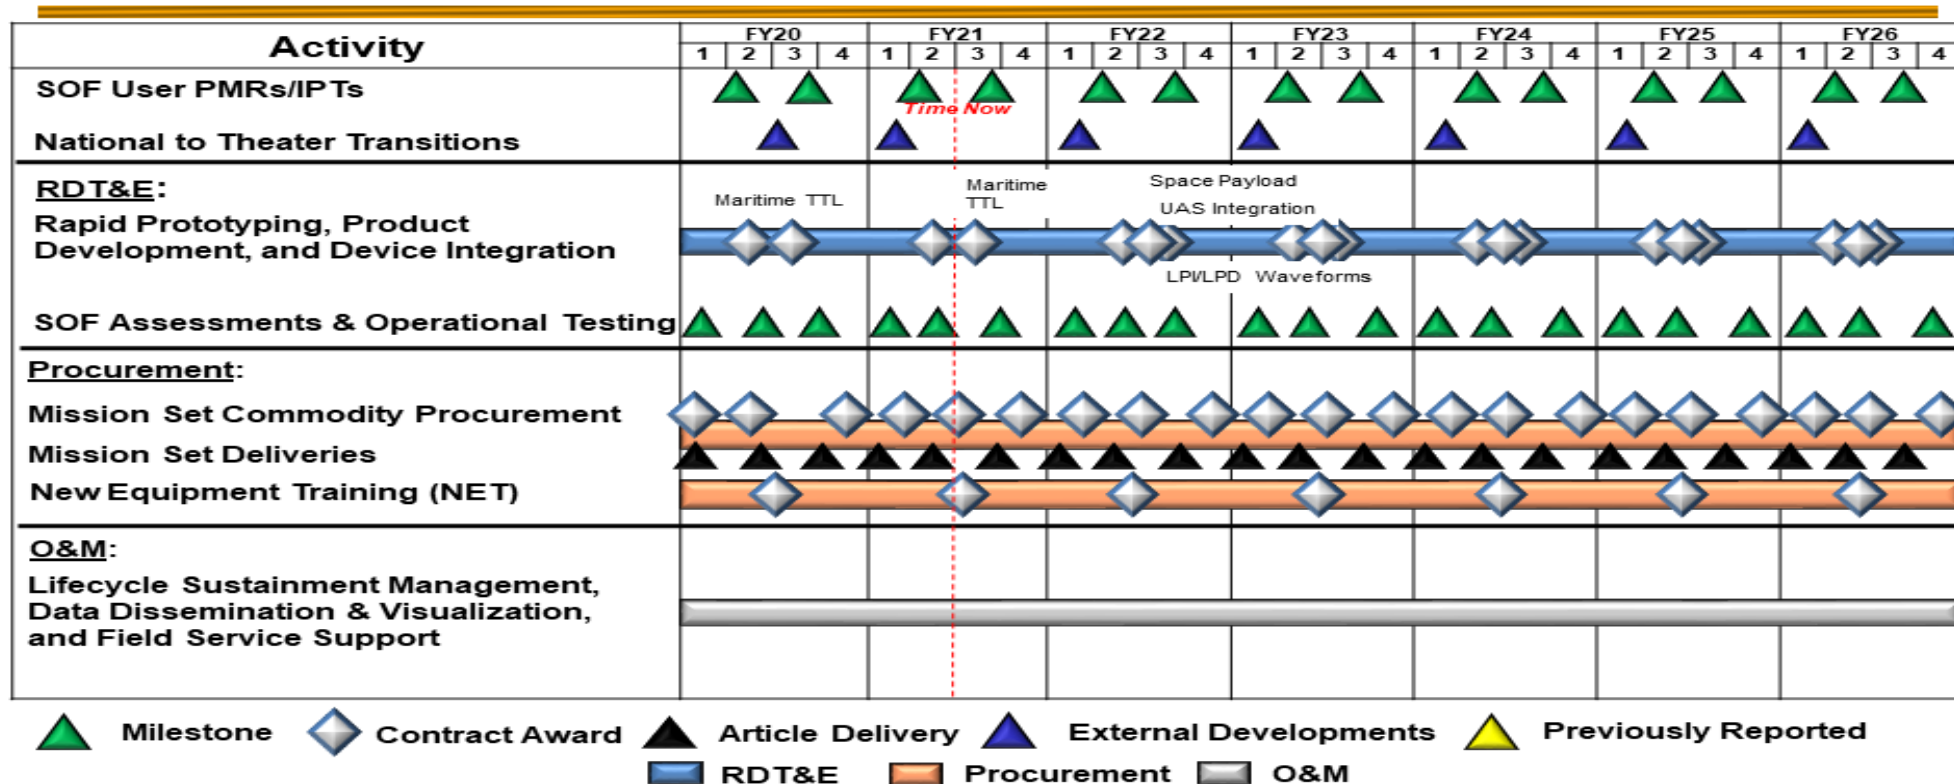 Activity
FY20 FY21 FY22 FY23 FY24 FY25 FY26
1 2 3 4 1 2 3 4 1 2 3 4 1 2 3 4 1 2 3 4 1 2 3 4 1 2 3 4
SOF User PMRs/IPTs
Time Now
National to Theater Transitions
RDT&E:
Rapid Prototyping, Product
Development, and Device Integration
Maritime TTL
Maritime
TTL
Space Payload
UAS Integration
LPI/LPD Waveforms
SOF Assessments & Operational Testing
Procurement:
Mission Set Commodity Procurement
Mission Set Deliveries
New Equipment Training (NET)
O&M:
Lifecycle Sustainment Management,
Data Dissemination & Visualization,
and Field Service Support
Milestone Contract Award Article Delivery External Developments Previously Reported
RDT&E Procurement O&M